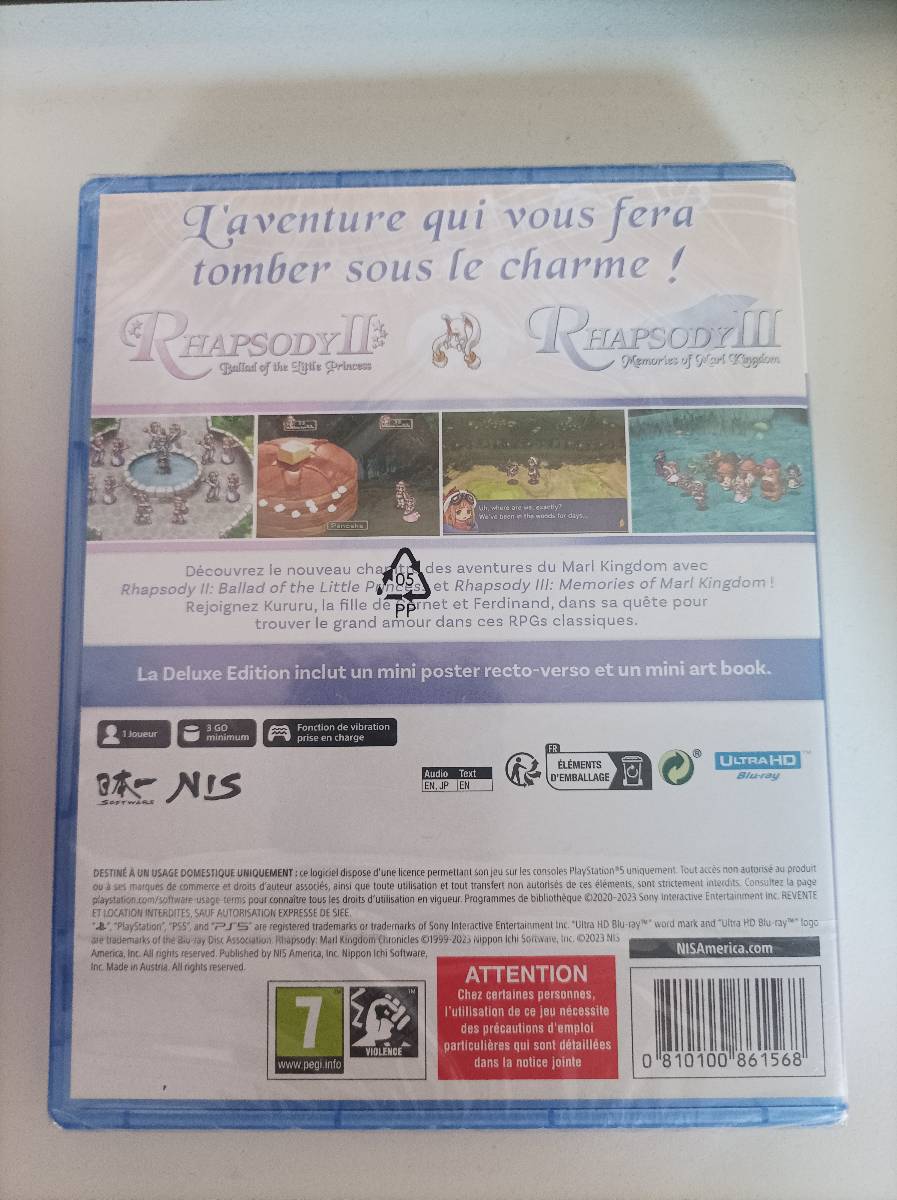 L'aventure qui vous fera
tomber sous le charme !
RHAPSODY II
Ballad of the Little Princess
RHAPSODY III
Memories of Marl Kingdom
Pancake
Uh, where are we, exactly?
We've been in the woods for days...
Découvrez le nouveau des aventures du Marl Kingdom avec
Rhapsody II: Ballad of the Little et Rhapsody III: Memories of Marl Kingdom !
Rejoignez Kururu, la fille de et Ferdinand, dans sa quête pour
trouver le grand amour dans ces RPGs classiques.
05
PP
La Deluxe Edition inclut un mini poster recto-verso et un mini art book.
1 Joueur
3 GO
minimum
Fonction de vibration
prise en charge
日本一
SOFTWARE
NIS
Audio Text
EN, JP EN
FR
ÉLÉMENTS
D'EMBALLAGE
®
ULTRA HD
Blu-ray™
DESTINÉ À UN USAGE DOMESTIQUE UNIQUEMENT : ce logiciel dispose d'une licence permettant son jeu sur les consoles PlayStation®5 uniquement. Tout accès non autorisé au produit
ou à ses marques de commerce et droits d'auteur associés, ainsi que toute utilisation et tout transfert non autorisés de ces éléments, sont strictement interdits. Consultez la page
playstation.com/software-usage-terms pour connaître tous les droits d'utilisation en vigueur. Programmes de bibliothèque ©2020-2023 Sony Interactive Entertainment Inc. REVENTE
ET LOCATION INTERDITES, SAUF AUTORISATION EXPRESSE DE SIEE.
"PlayStation", "PS5", and "PS5" are registered trademarks or trademarks of Sony Interactive Entertainment Inc. "Ultra HD Blu-ray™" word mark and "Ultra HD Blu-ray™" logo
are trademarks of the Blu-ray Disc Association. Rhapsody: Marl Kingdom Chronicles ©1999-2023 Nippon Ichi Software, Inc. ©2023 NIS
America, Inc. All rights reserved. Published by NIS America, Inc. Nippon Ichi Software,
Inc. Made in Austria. All rights reserved.
NISAmerica.com
7
www.pegi.info
VIOLENCE
™
ATTENTION
Chez certaines personnes,
l'utilisation de ce jeu nécessite
des précautions d'emploi
particulières qui sont détaillées
dans la notice jointe
0 810100 861568